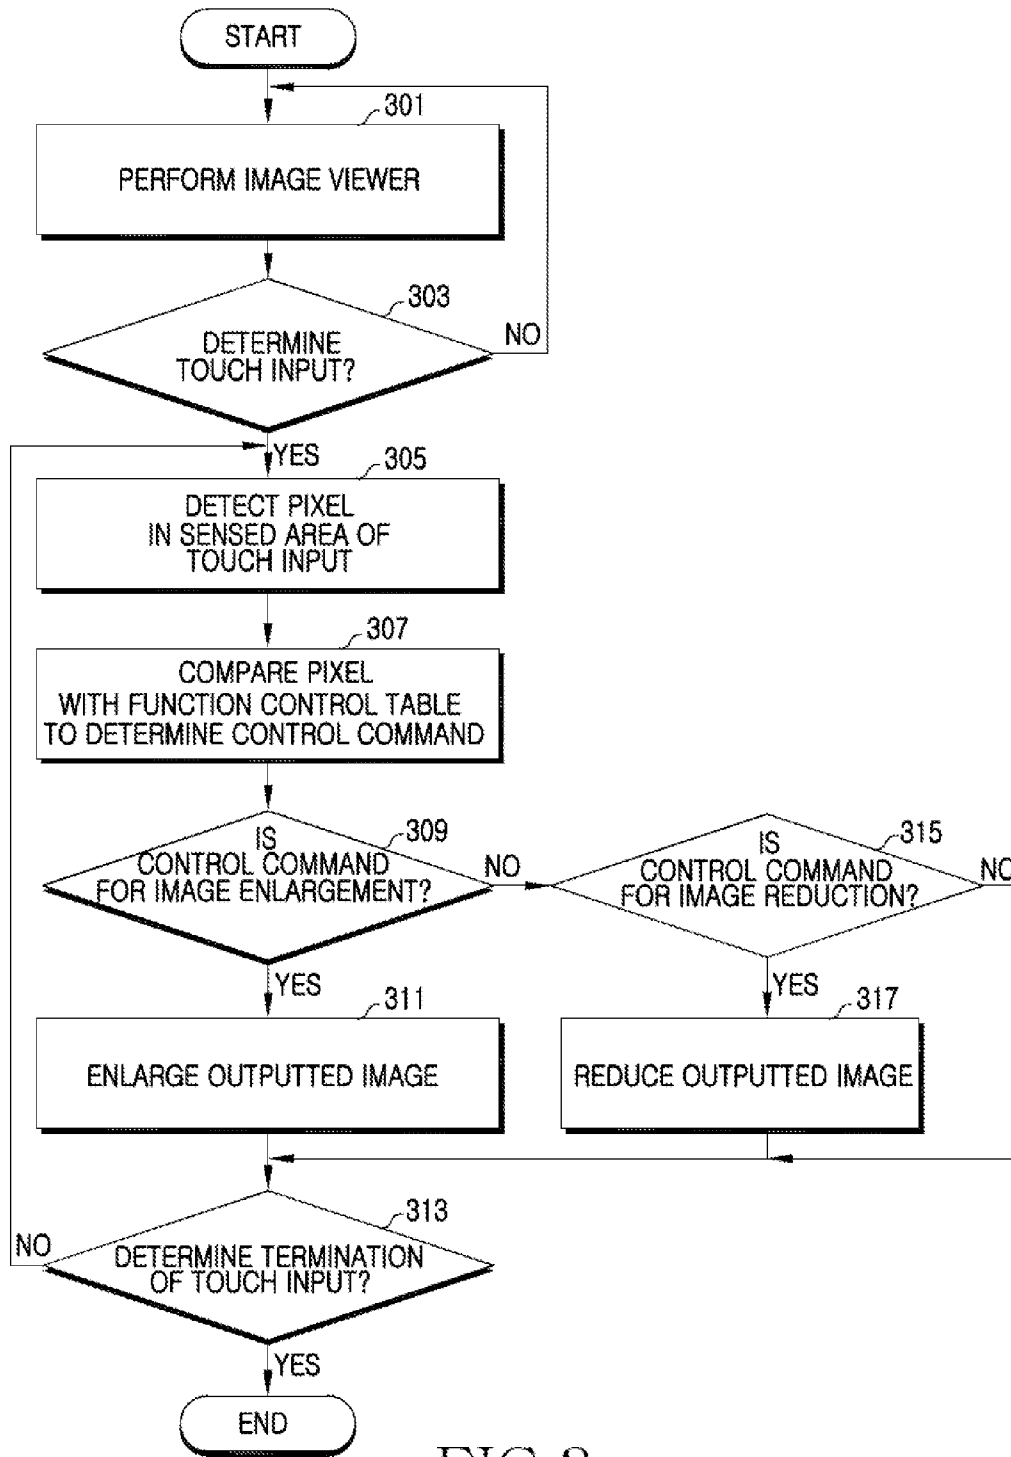 START
301
PERFORM IMAGE VIEWER
303
DETERMINE
TOUCH INPUT?
NO
YES
305
DETECT PIXEL
IN SENSED AREA OF
TOUCH INPUT
307
COMPARE PIXEL
WITH FUNCTION CONTROL TABLE
TO DETERMINE CONTROL COMMAND
309
IS
CONTROL COMMAND
FOR IMAGE ENLARGEMENT?
NO
315
IS
CONTROL COMMAND
FOR IMAGE REDUCTION?
NO
YES
311
ENLARGE OUTPUTTED IMAGE
YES
317
REDUCE OUTPUTTED IMAGE
313
DETERMINE TERMINATION
OF TOUCH INPUT?
NO
YES
END